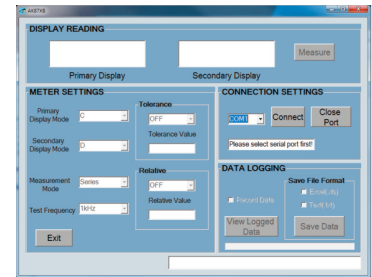 AK87XB
DISPLAY READING
Measure
Primary Display
Secondary Display
METER SETTINGS
Primary Display Mode
C
Secondary Display Mode
D
Measurement Mode
Series
Test Frequency
1kHz
Exit
Tolerance
OFF
Tolerance Value
Relative
OFF
Relative Value
CONNECTION SETTINGS
COM1
Connect
Close Port
Please select serial port first!
DATA LOGGING
Record Data
View Logged Data
Save File Format
Excel(.xls)
Text(.txt)
Save Data